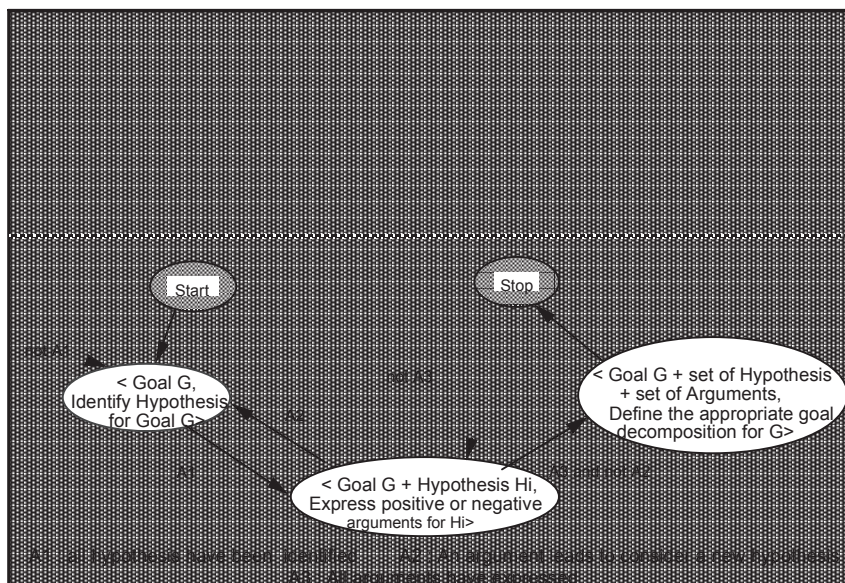 Start
Stop
not A1
not A3
< Goal G,
Identify Hypothesis
for Goal G>
< Goal G + set of Hypothesis
+ set of Arguments,
Define the appropriate goal
decomposition for G>
A2
A1
A3 and not A2
< Goal G + Hypothesis Hi,
Express positive or negative
arguments for Hi>
A1 : all hypothesis have been identified A2 : An argument leads to consider a new hypothesis
A3 : All arguments have expressed